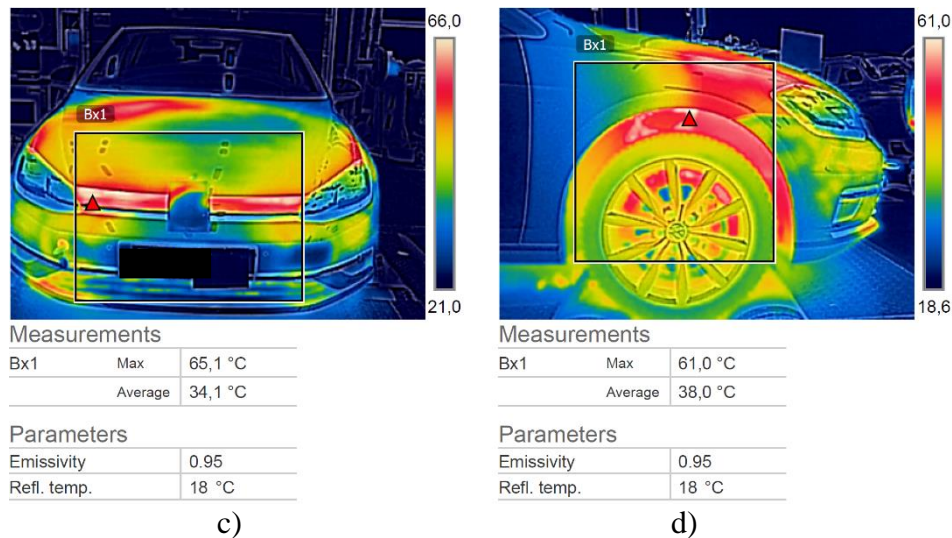 66,0
Bx1
21,0
61,0
Bx1
18,6
Measurements
Bx1 Max 65,1 °C
Average 34,1 °C
Parameters
Emissivity 0.95
Refl. temp. 18 °C
c)
Measurements
Bx1 Max 61,0 °C
Average 38,0 °C
Parameters
Emissivity 0.95
Refl. temp. 18 °C
d)